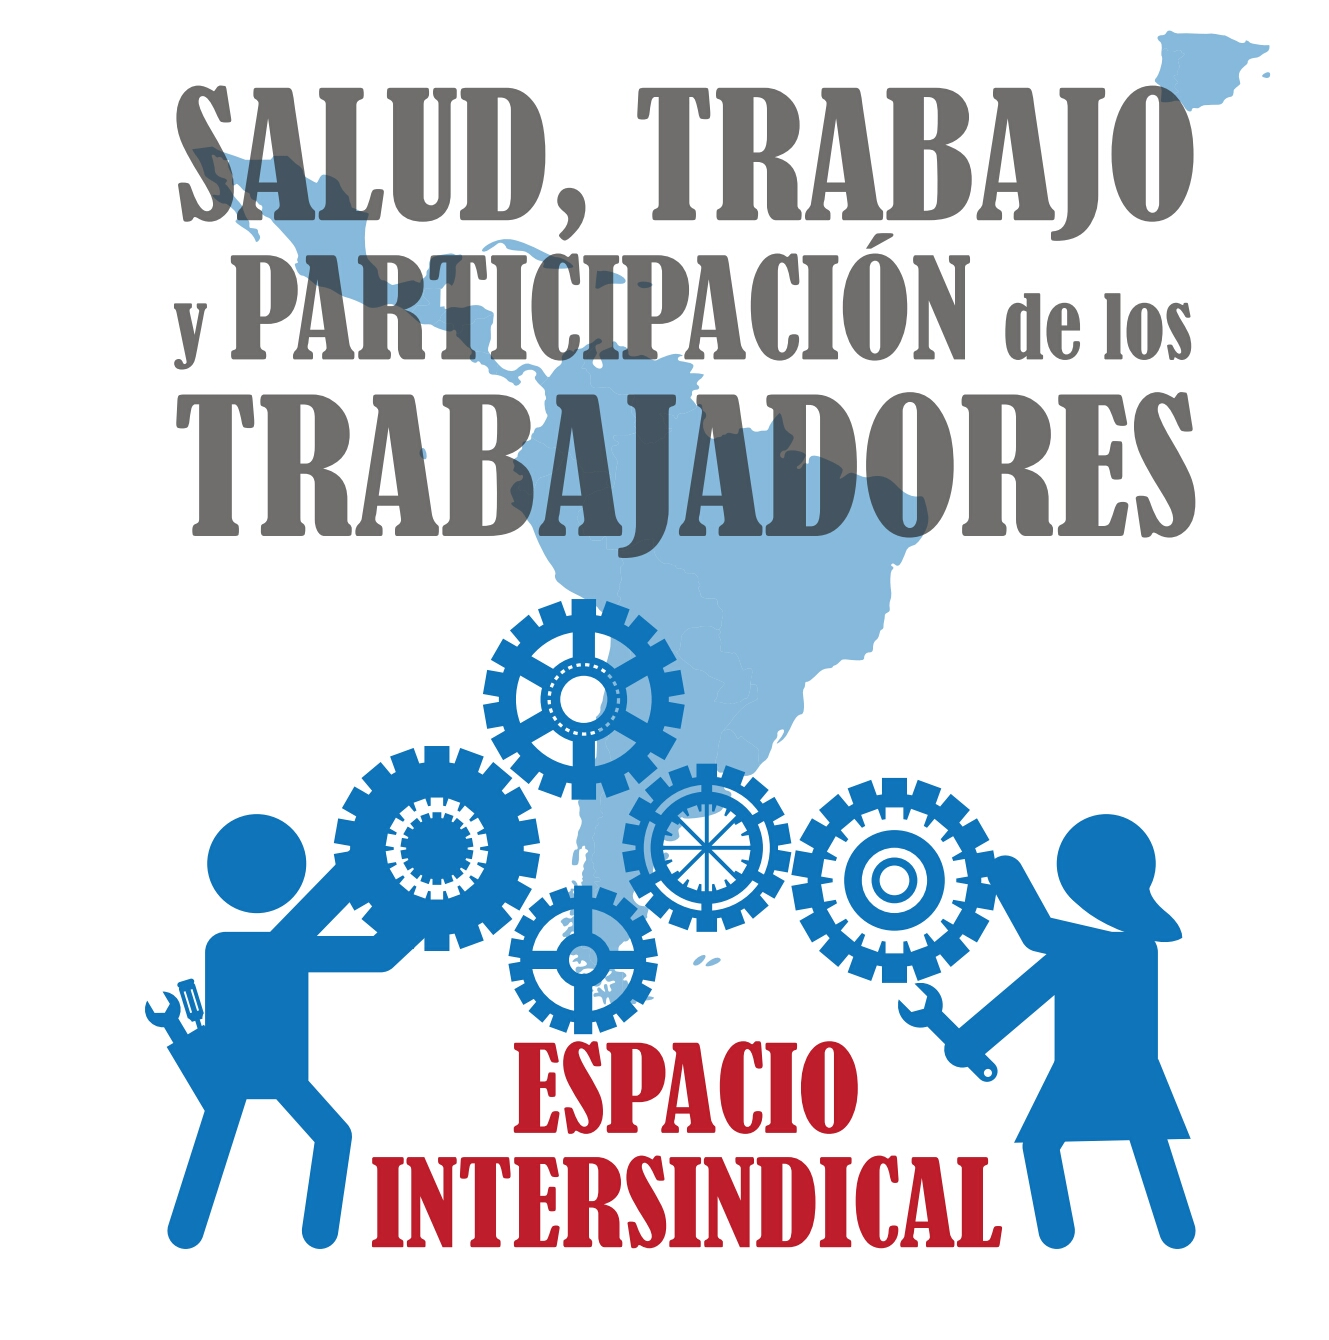 SALUD, TRABAJO
y PARTICIPACIÓN de los
TRABAJADORES
ESPACIO
INTERSINDICAL